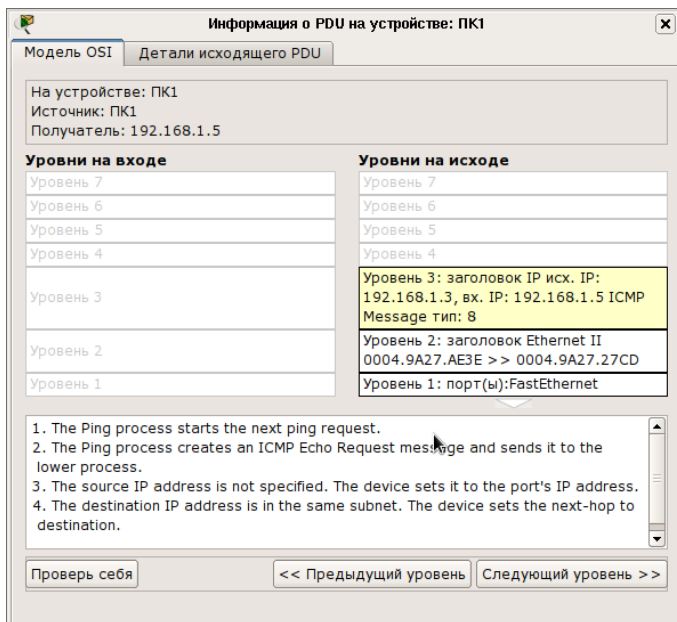 Информация о PDU на устройстве: ПК1
Модель OSI
Детали исходящего PDU
На устройстве: ПК1
Источник: ПК1
Получатель: 192.168.1.5
Уровни на входе
Уровень 7
Уровень 6
Уровень 5
Уровень 4
Уровень 3
Уровень 2
Уровень 1
Уровни на исходе
Уровень 7
Уровень 6
Уровень 5
Уровень 4
Уровень 3: заголовок IP исх. IP:
192.168.1.3, вх. IP: 192.168.1.5 ICMP
Message тип: 8
Уровень 2: заголовок Ethernet II
0004.9A27.AE3E >> 0004.9A27.27CD
Уровень 1: порт(ы):FastEthernet
1. The Ping process starts the next ping request.
2. The Ping process creates an ICMP Echo Request message and sends it to the
lower process.
3. The source IP address is not specified. The device sets it to the port's IP address.
4. The destination IP address is in the same subnet. The device sets the next-hop to
destination.
Проверь себя
<< Предыдущий уровень
Следующий уровень >>